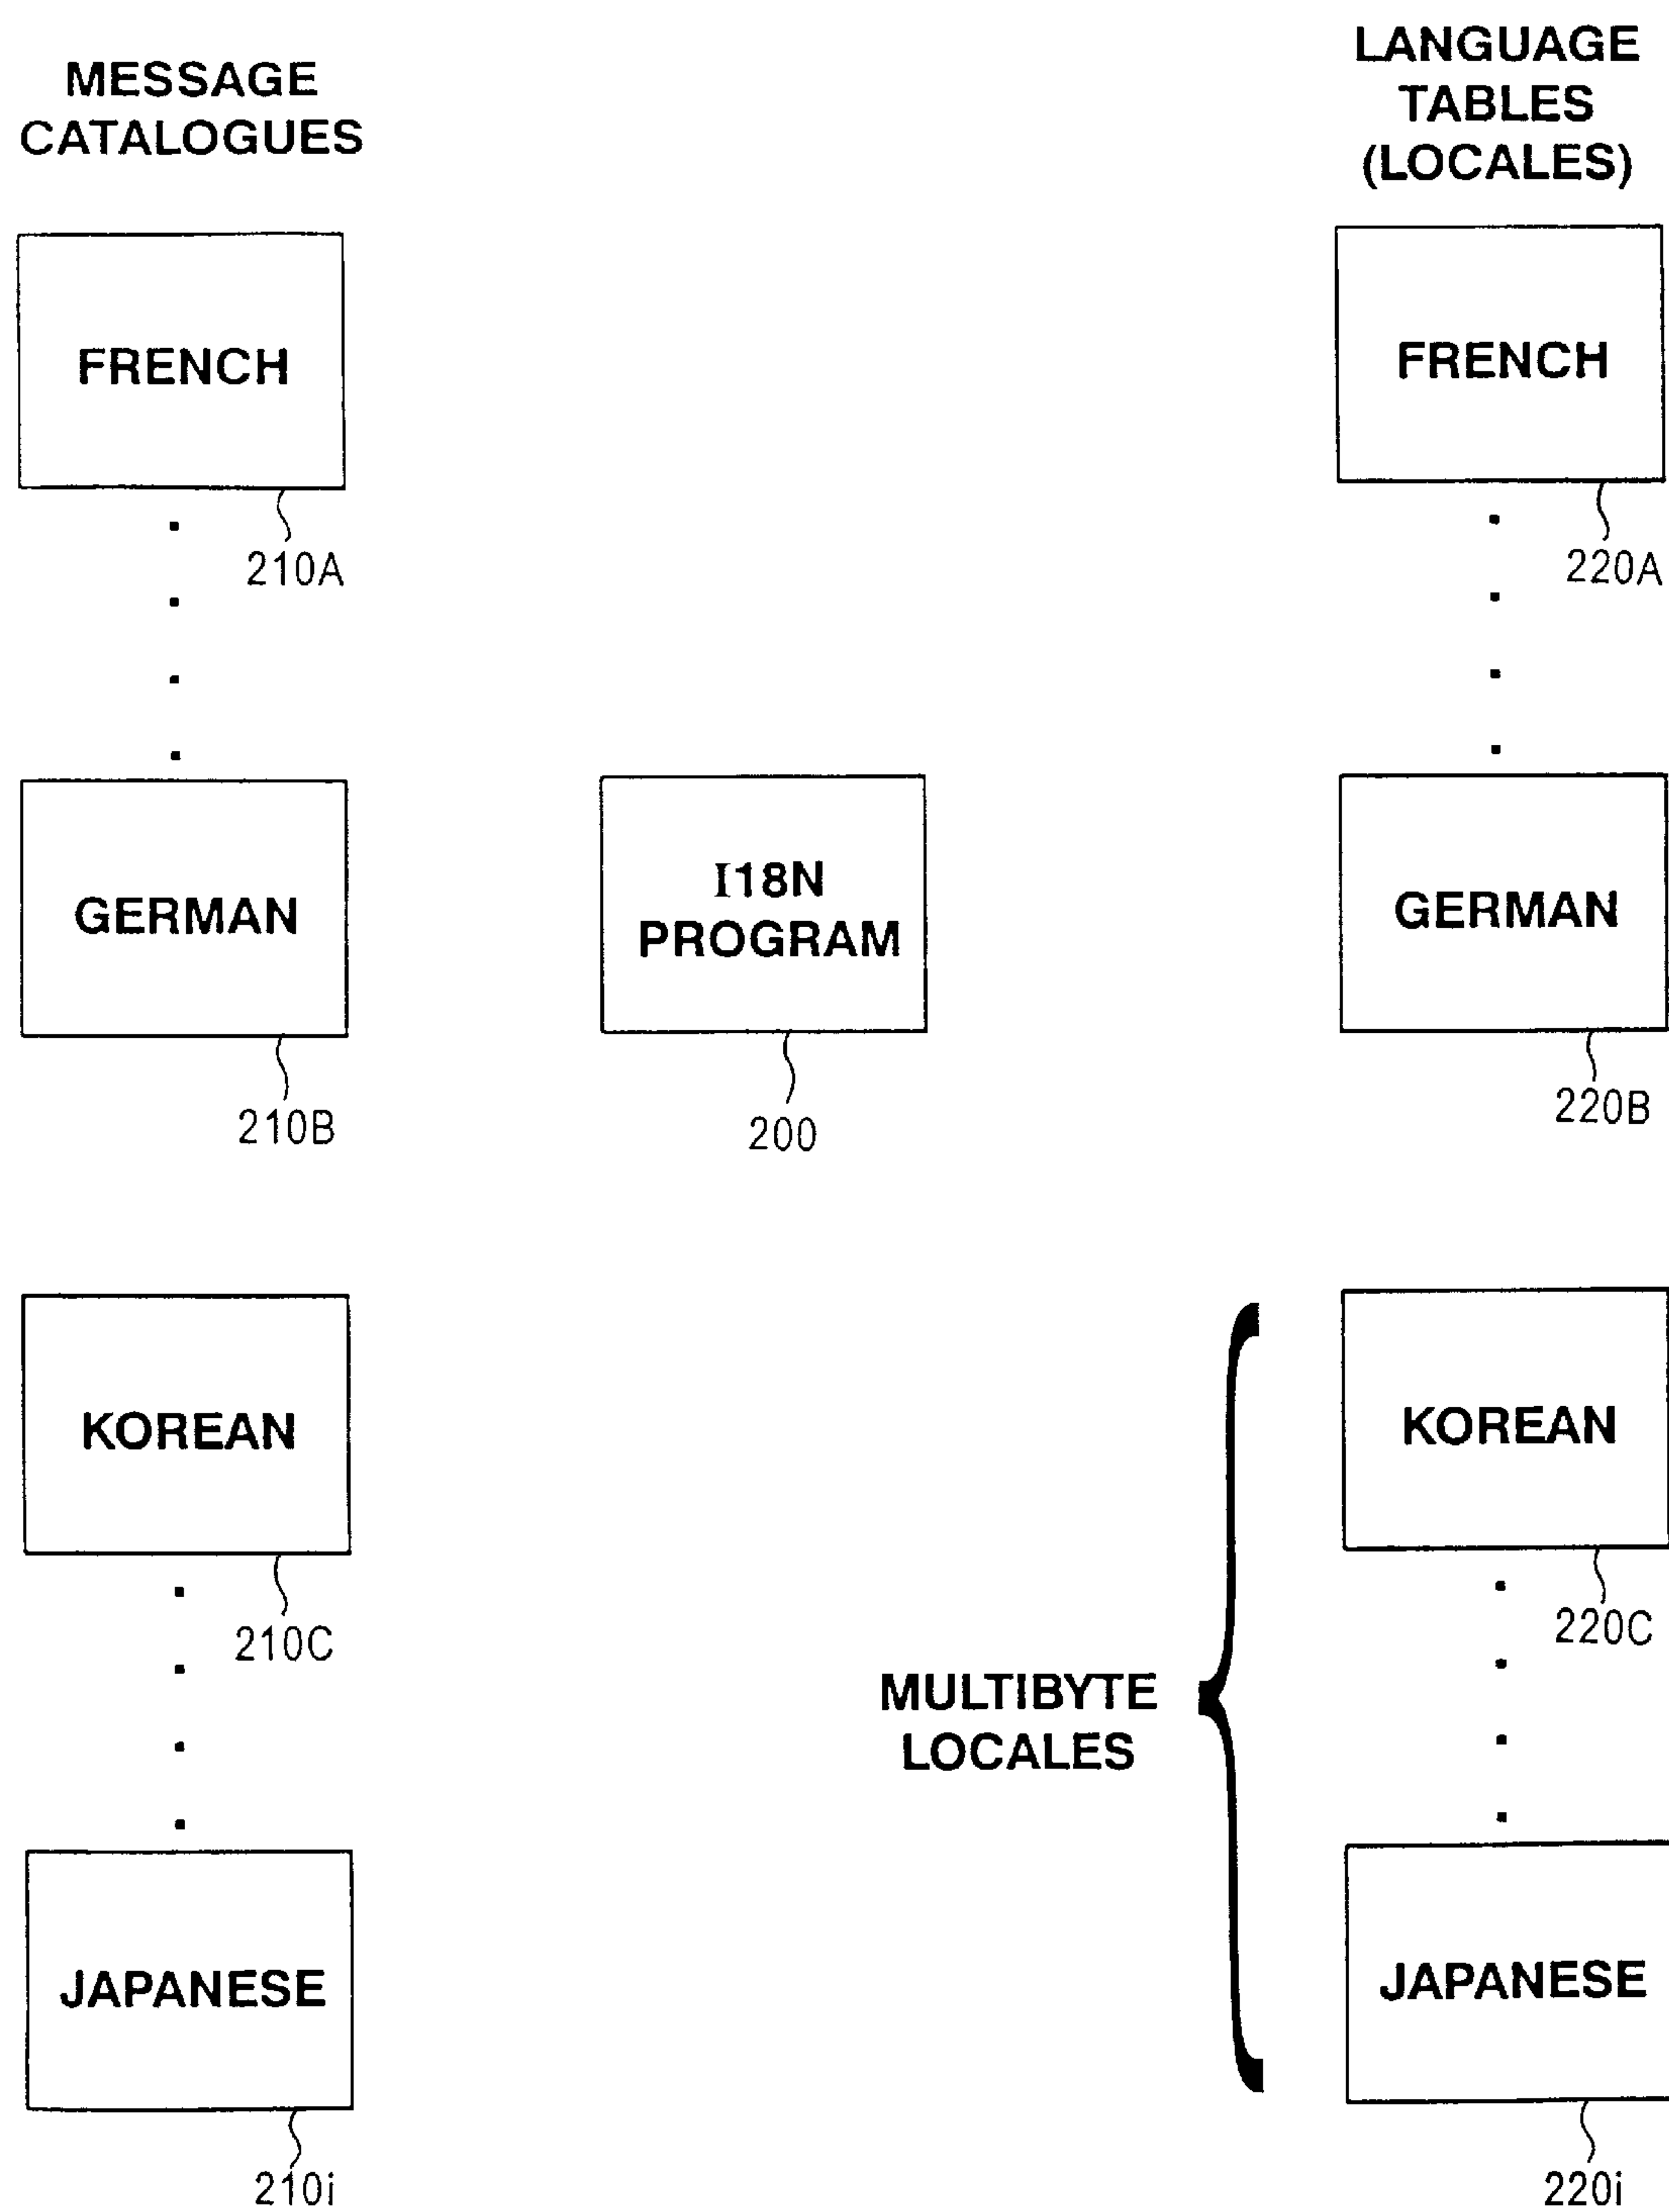 MESSAGE
CATALOGUES
LANGUAGE
TABLES
(LOCALES)
FRENCH
210A
FRENCH
220A
GERMAN
210B
I18N
PROGRAM
200
GERMAN
220B
KOREAN
210C
KOREAN
220C
MULTIBYTE
LOCALES
JAPANESE
210i
JAPANESE
220i